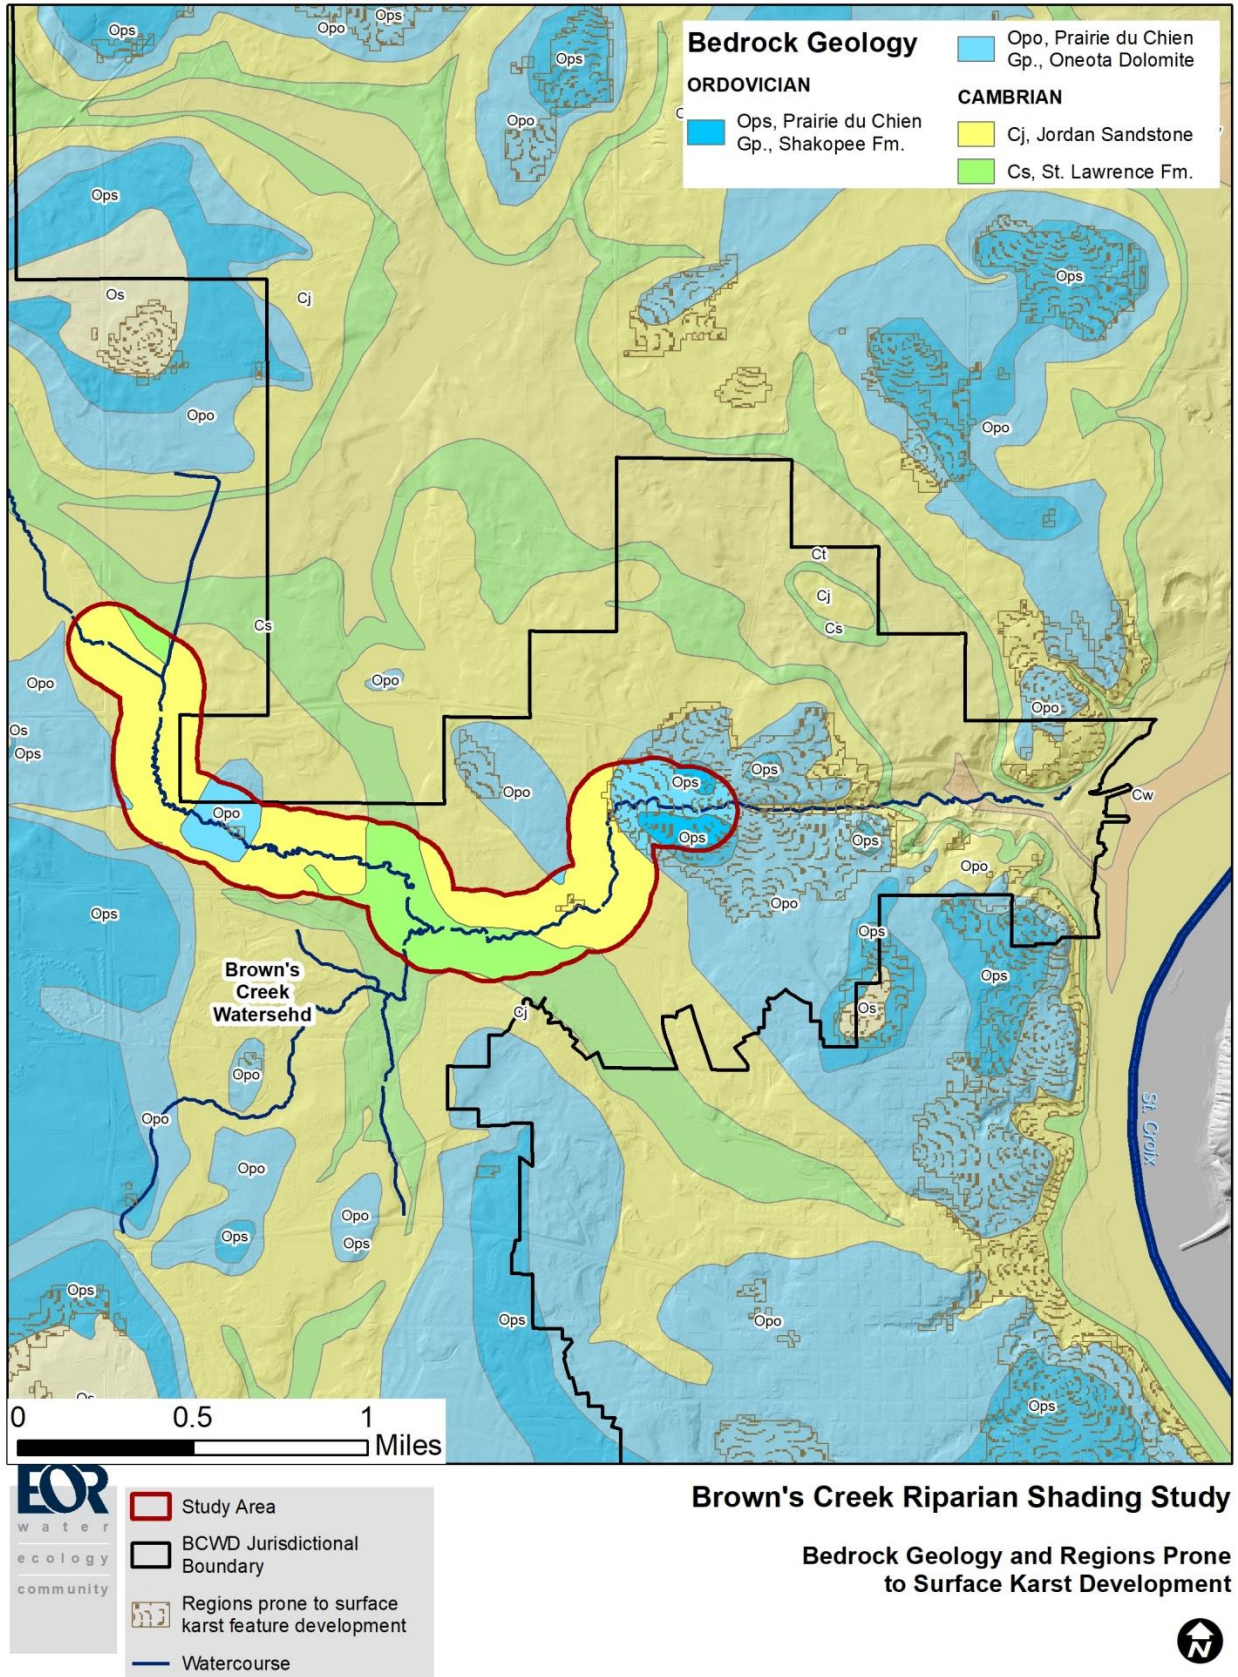 Ops
Opo
Ops
Ops
Opo
C
Bedrock Geology
ORDOVICIAN
Ops, Prairie du Chien
Gp., Shakopee Fm.
Opo, Prairie du Chien
Gp., Oneota Dolomite
CAMBRIAN
Cj, Jordan Sandstone
Cs, St. Lawrence Fm.
Ops
Os
Cj
Ops
Opo
Opo
Ct
Cj
Cs
Cs
Opo
Opo
Opo
Os
Ops
Ops
Ops
Opo
Cw
Opo
Ops
Ops
Opo
Opo
Ops
Ops
Ops
Brown's
Creek
Watersehd
Os
Cj
Opo
Opo
St. Croix
Opo
Opo
Ops
Ops
Ops
Ops
Opo
Os
Ops
0
0.5
1
Miles
EOR
water
ecology
community
Study Area
BCWD Jurisdictional
Boundary
Regions prone to surface
karst feature development
Watercourse
Brown's Creek Riparian Shading Study
Bedrock Geology and Regions Prone
to Surface Karst Development
N